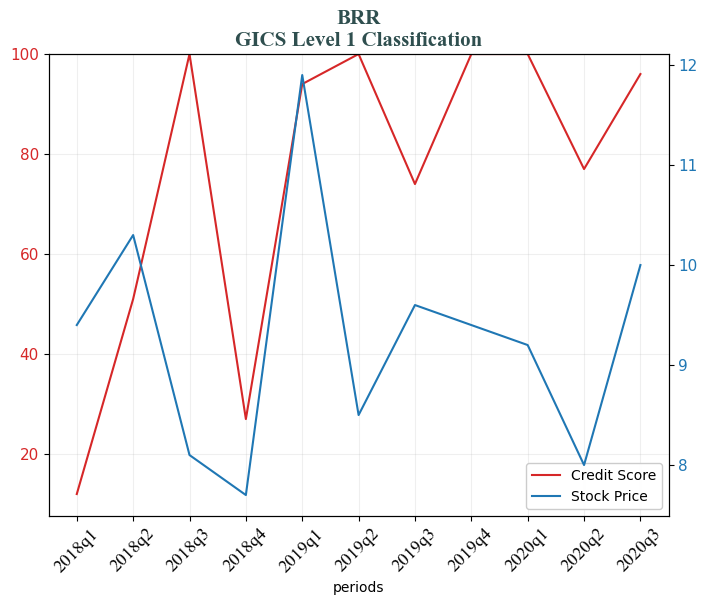 BRR
GICS Level 1 Classification
100
80
60
40
20
12
11
10
9
8
Credit Score
Stock Price
2018q1
2018q2
2018q3
2018q4
2019q1
2019q2
2019q3
2019q4
2020q1
2020q2
2020q3
periods